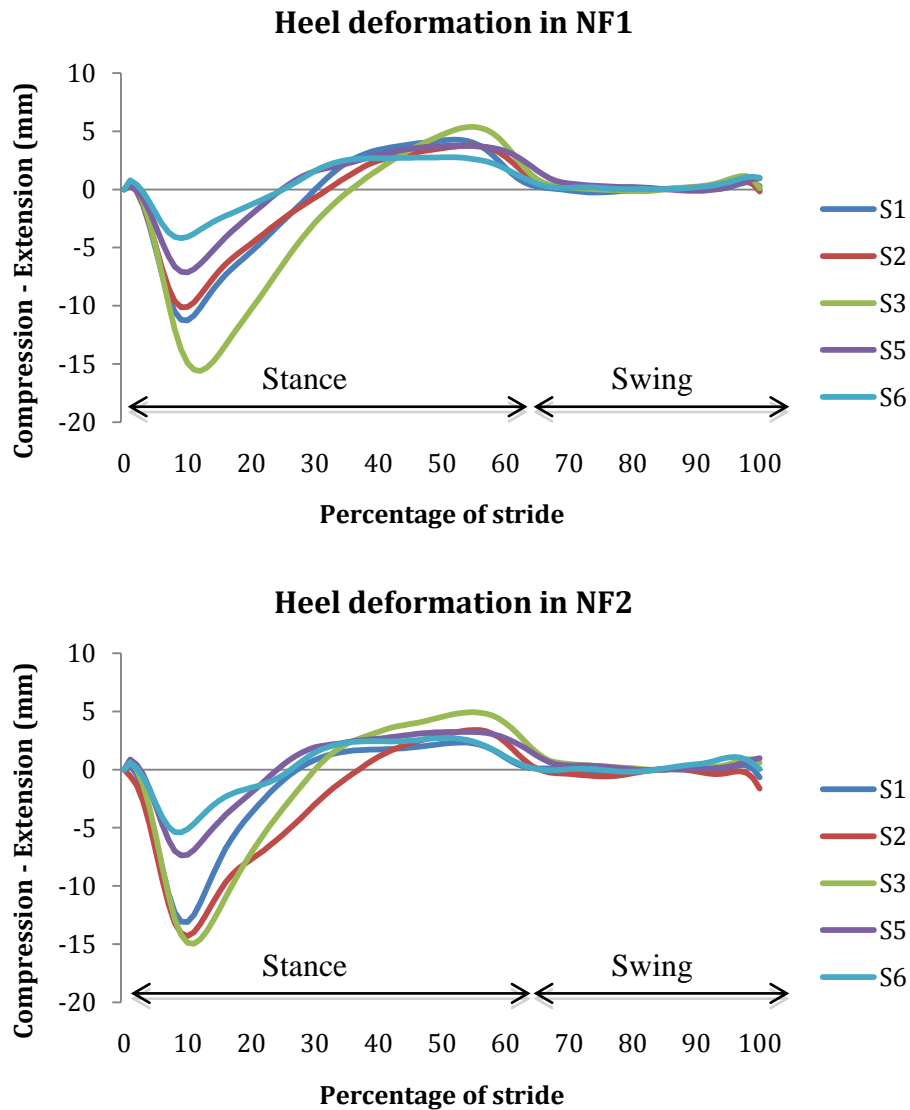 Heel deformation in NF1
Compression - Extension (mm)
10
5
0
-5
-10
-15
-20
Stance
Swing
0 10 20 30 40 50 60 70 80 90 100
Percentage of stride
S1
S2
S3
S5
S6
Heel deformation in NF2
Compression - Extension (mm)
10
5
0
-5
-10
-15
-20
Stance
Swing
0 10 20 30 40 50 60 70 80 90 100
Percentage of stride
S1
S2
S3
S5
S6